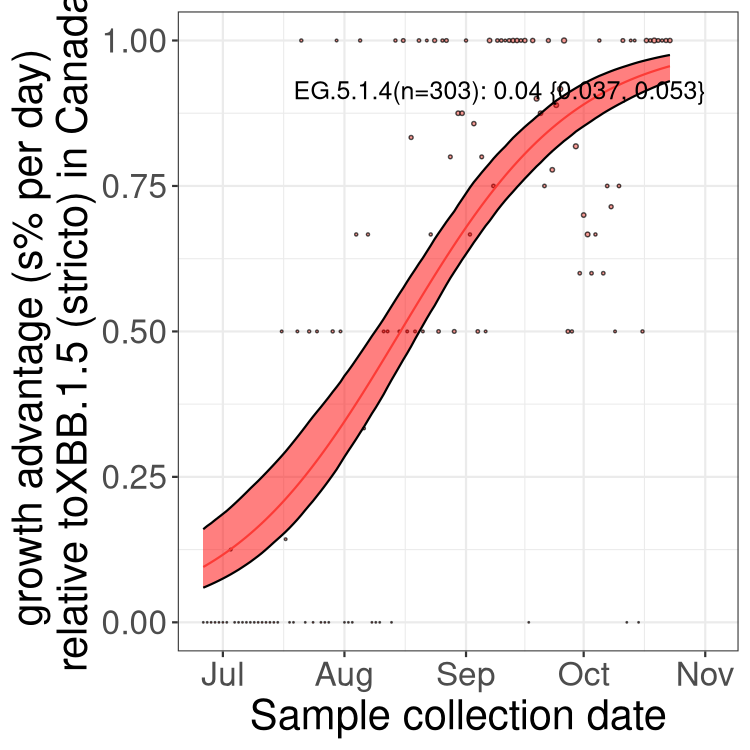 growth advantage (s% per day)
relative toXBB.1.5 (stricto) in Canada
1.00
0.75
0.50
0.25
0.00
EG.5.1.4(n=303): 0.04 {0.037, 0.053}
Jul Aug Sep Oct Nov
Sample collection date